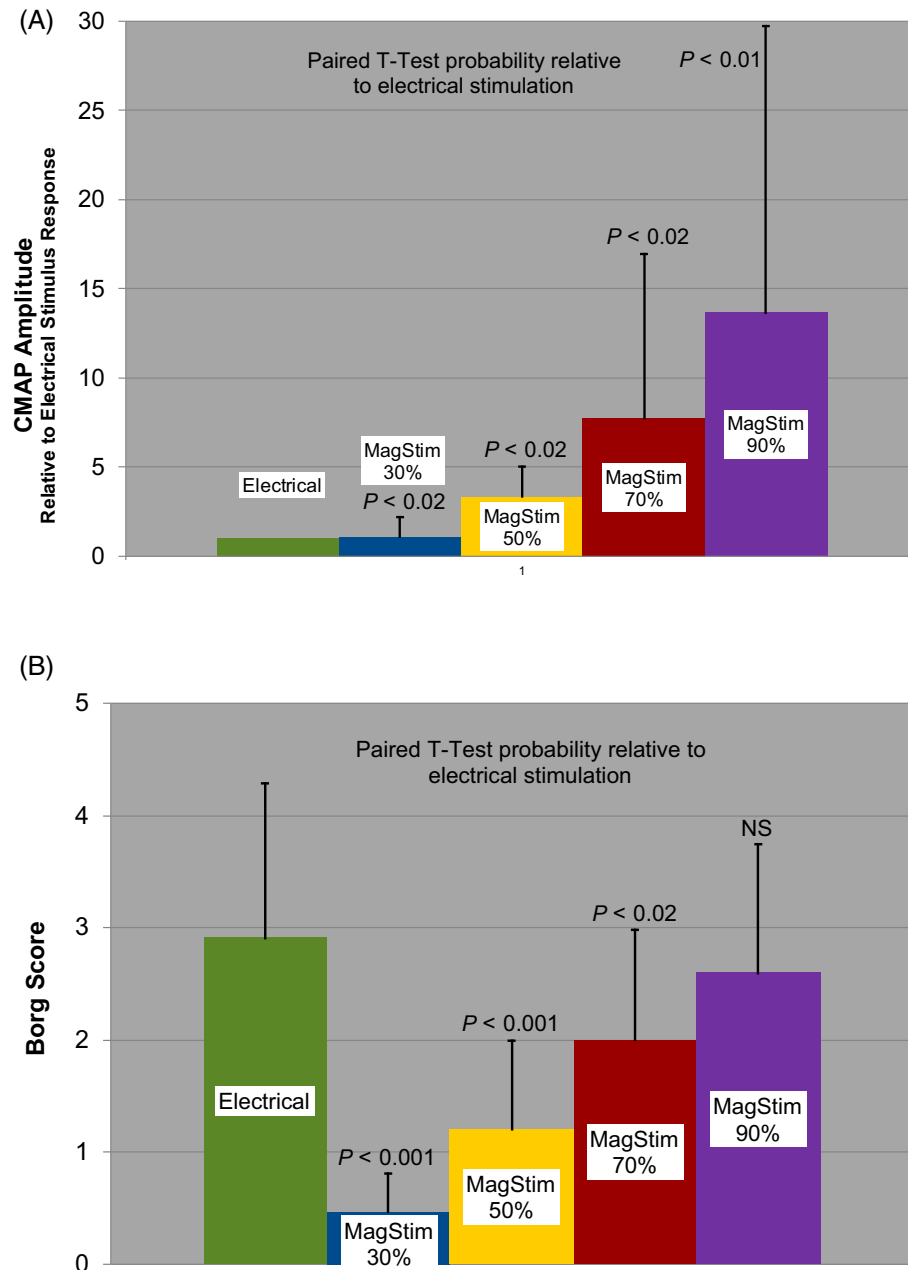 (A)
30
25
20
15
10
5
0
CMAP Amplitude
Relative to Electrical Stimulus Response
Paired T-Test probability relative
to electrical stimulation
P < 0.01
P < 0.02
P < 0.02
P < 0.02
Electrical
MagStim
30%
MagStim
50%
MagStim
70%
MagStim
90%
1
(B)
5
4
3
2
1
0
Borg Score
Paired T-Test probability relative to
electrical stimulation
NS
P < 0.02
P < 0.001
P < 0.001
Electrical
MagStim
30%
MagStim
50%
MagStim
70%
MagStim
90%